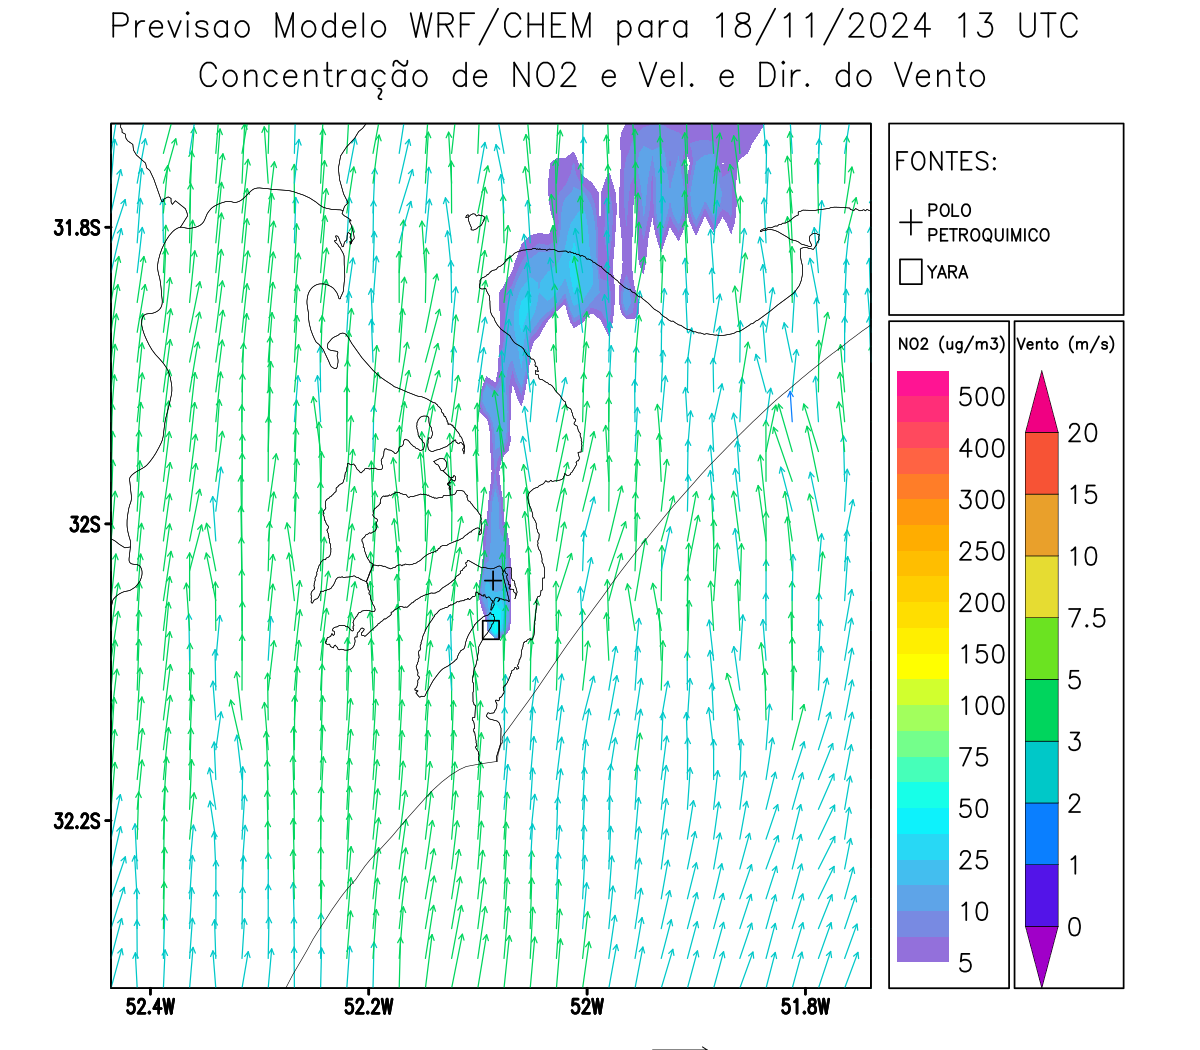 Previsao Modelo WRF/CHEM para 18/11/2024 13 UTC
Concentração de NO2 e Vel. e Dir. do Vento
FONTES:
POLO
PETROQUIMICO
YARA
NO2 (ug/m3)
500
400
300
250
200
150
100
75
50
25
10
5
Vento (m/s)
20
15
10
7.5
5
3
2
1
0
31.8S
32S
32.2S
52.4W
52.2W
52W
51.8W